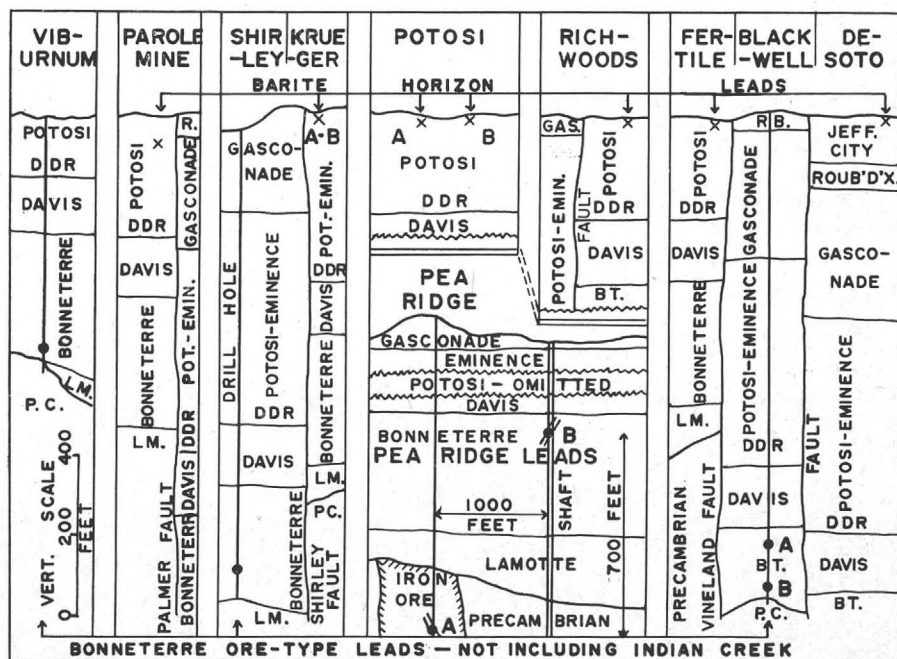 VIB-
URNUM
PAROLE
MINE
SHIR
-LEY
KRUE
-GER
POTOSI
RICH-
WOODS
FER-
TILE
BLACK
-WELL
DE-
SOTO
BARITE HORIZON LEADS
POTOSI
DDR
DAVIS
BONNETERRE
LM.
P.C.
VERT. SCALE
FEET
0
200
400
POTOSI
DDR
DAVIS
BONNETERRE
LM.
PALMER FAULT
R.
GASCONADE
POT.-EMIN.
DDR
DAVIS
BONNETERRE
GASCO-
NADE
DRILL HOLE
POTOSI-EMINENCE
DDR
DAVIS
BONNETERRE
LM.
A·B
POT.-EMIN.
DDR
DAVIS
BONNETERRE
LM.
PC.
SHIRLEY
FAULT
A
B
POTOSI
DDR
DAVIS
GAS.
POTOSI-EMIN.
FAULT
POTOSI
DDR
DAVIS
BT.
PEA
RIDGE
GASCONADE
EMINENCE
POTOSI-OMITTED
DAVIS
BONNETERRE
B
PEA RIDGE LEADS
1000
FEET
SHAFT
700 FEET
LAMOTTE
IRON
ORE
A
PRECAMBRIAN
POTOSI
DDR
DAVIS
BONNETERRE
LM.
PRECAMBRIAN
VINELAND FAULT
R B.
GASCONADE
POTOSI-EMINENCE
DDR
DAVIS
A
BT.
B
P.C.
FAULT
JEFF.
CITY
ROUB'D'X.
GASCO-
NADE
POTOSI-EMINENCE
DDR
DAVIS
BT.
BONNETERRE ORE-TYPE LEADS — NOT INCLUDING INDIAN CREEK